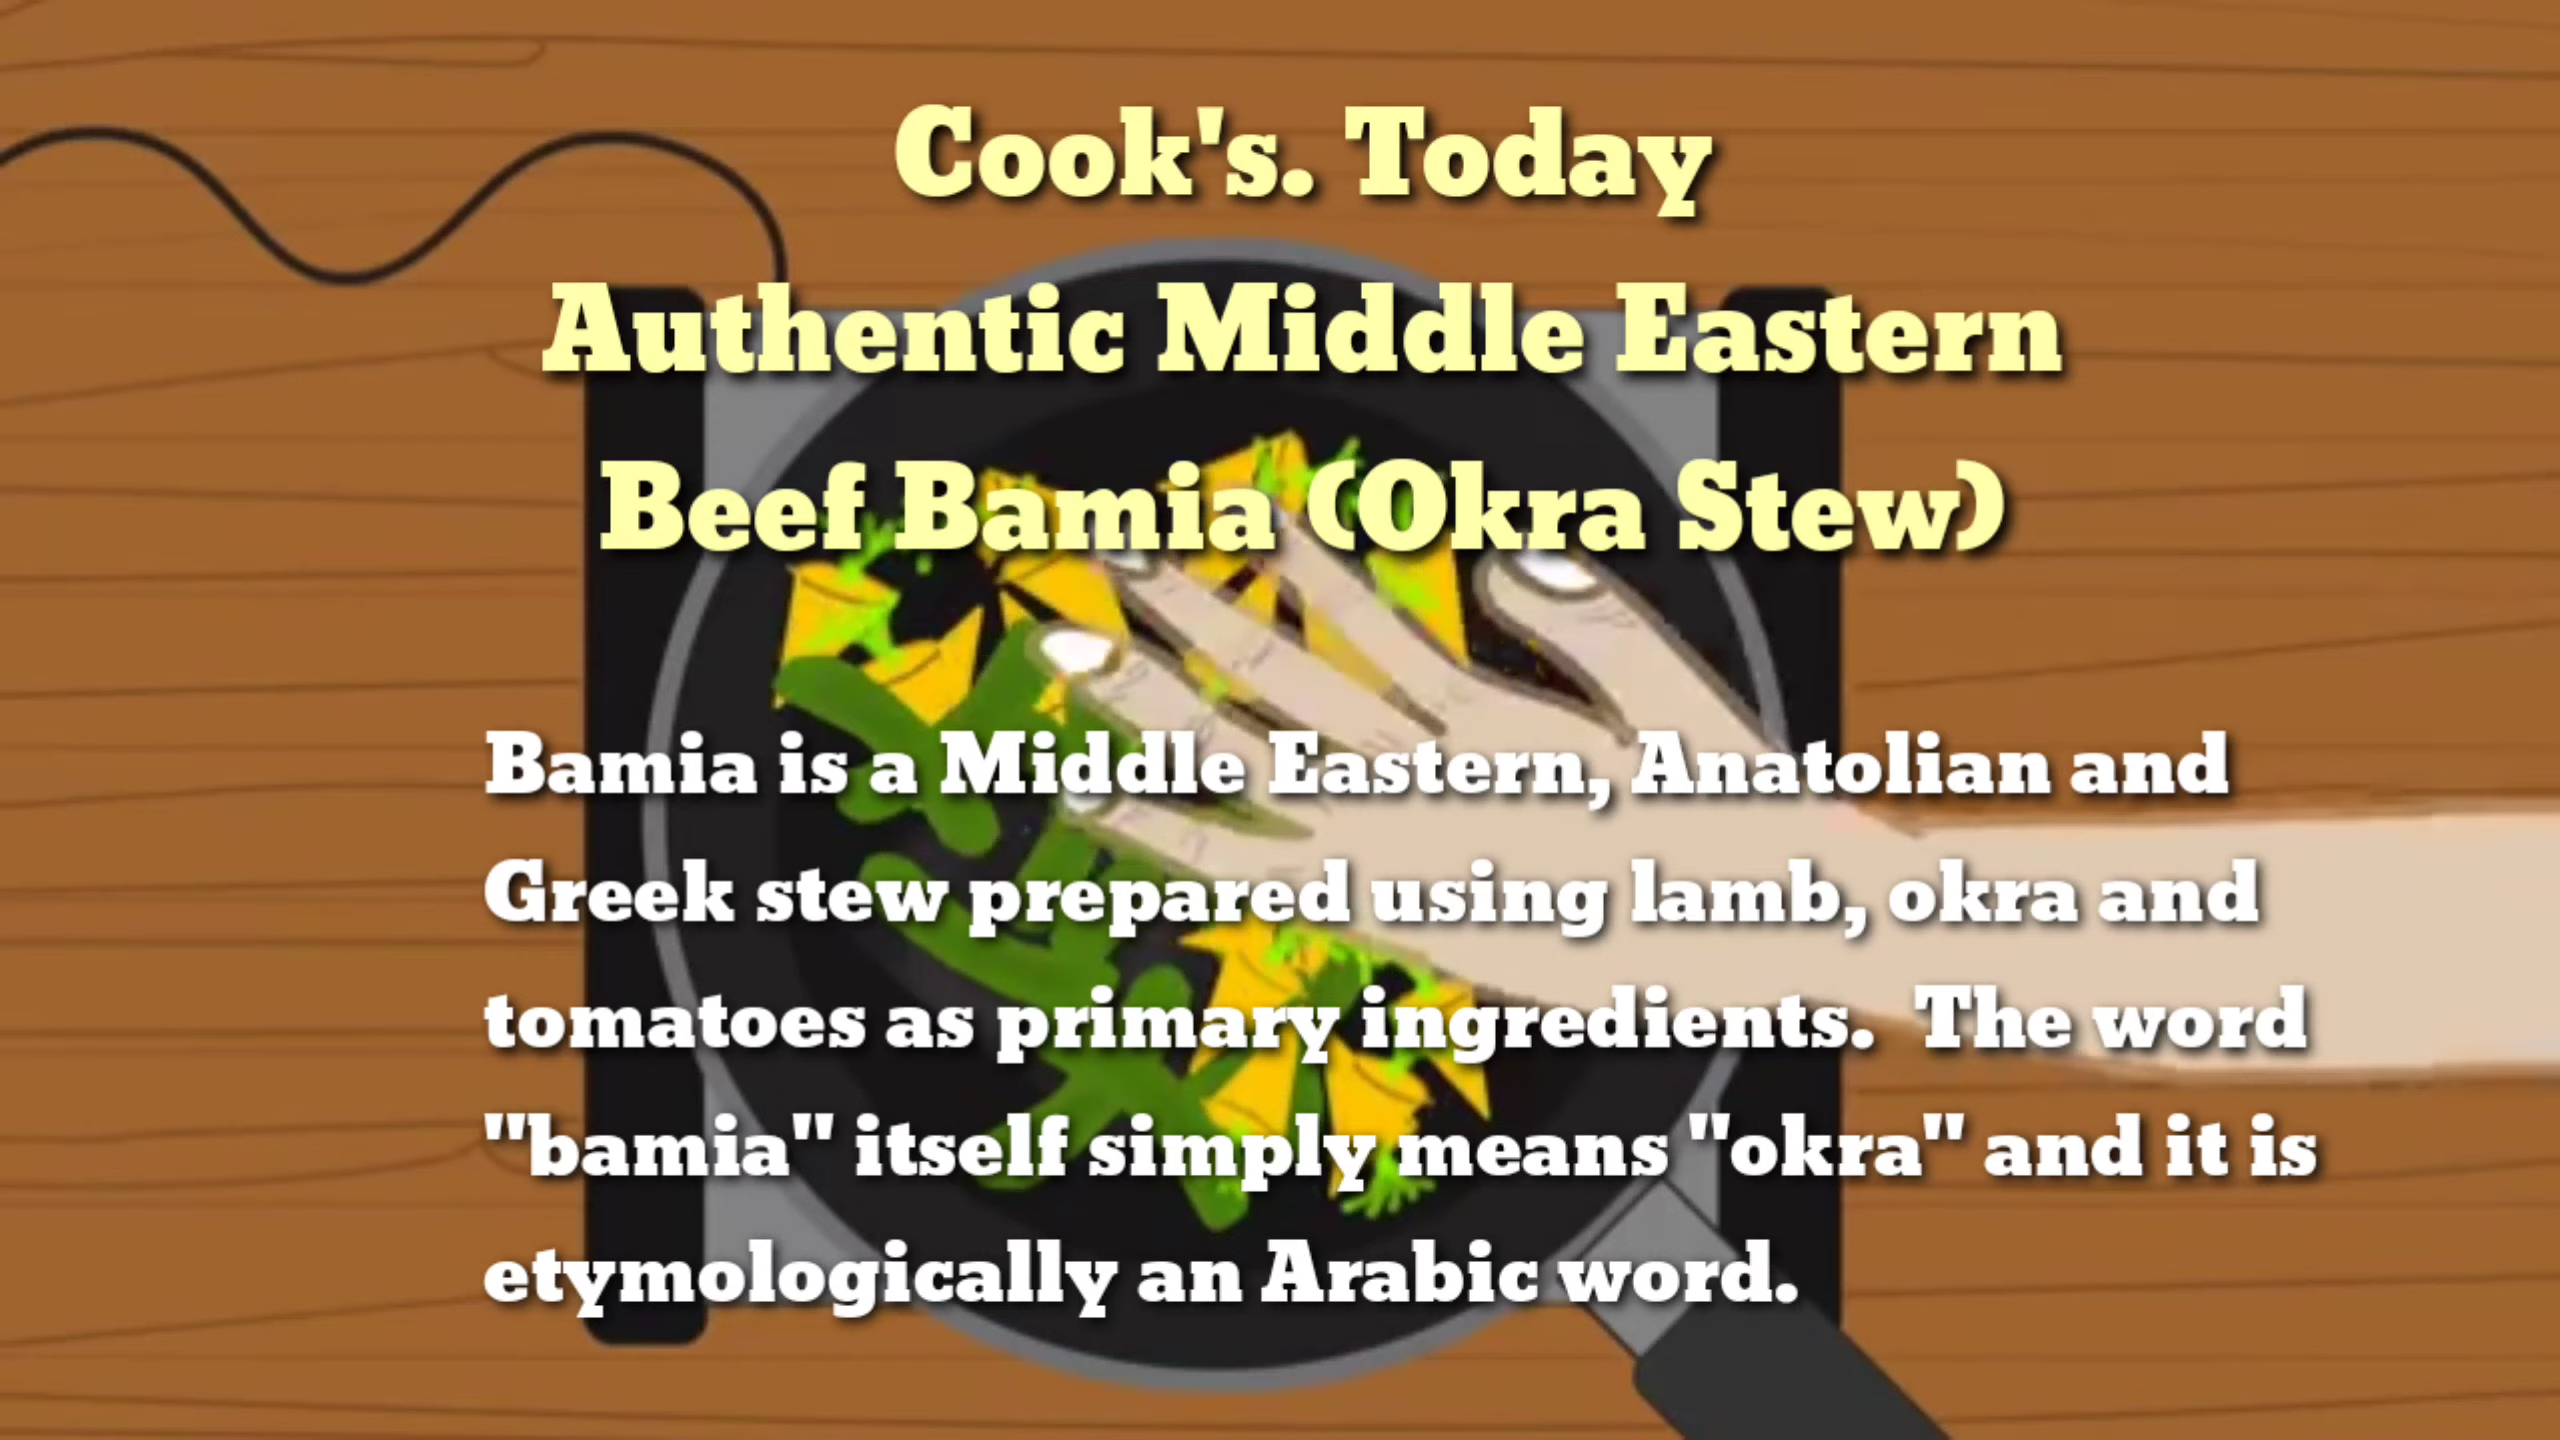 Cook's. Today
Authentic Middle Eastern
Beef Bamia (Okra Stew)
Bamia is a Middle Eastern, Anatolian and
Greek stew prepared using lamb, okra and
tomatoes as primary ingredients.  The word
"bamia" itself simply means "okra" and it is
etymologically an Arabic word.